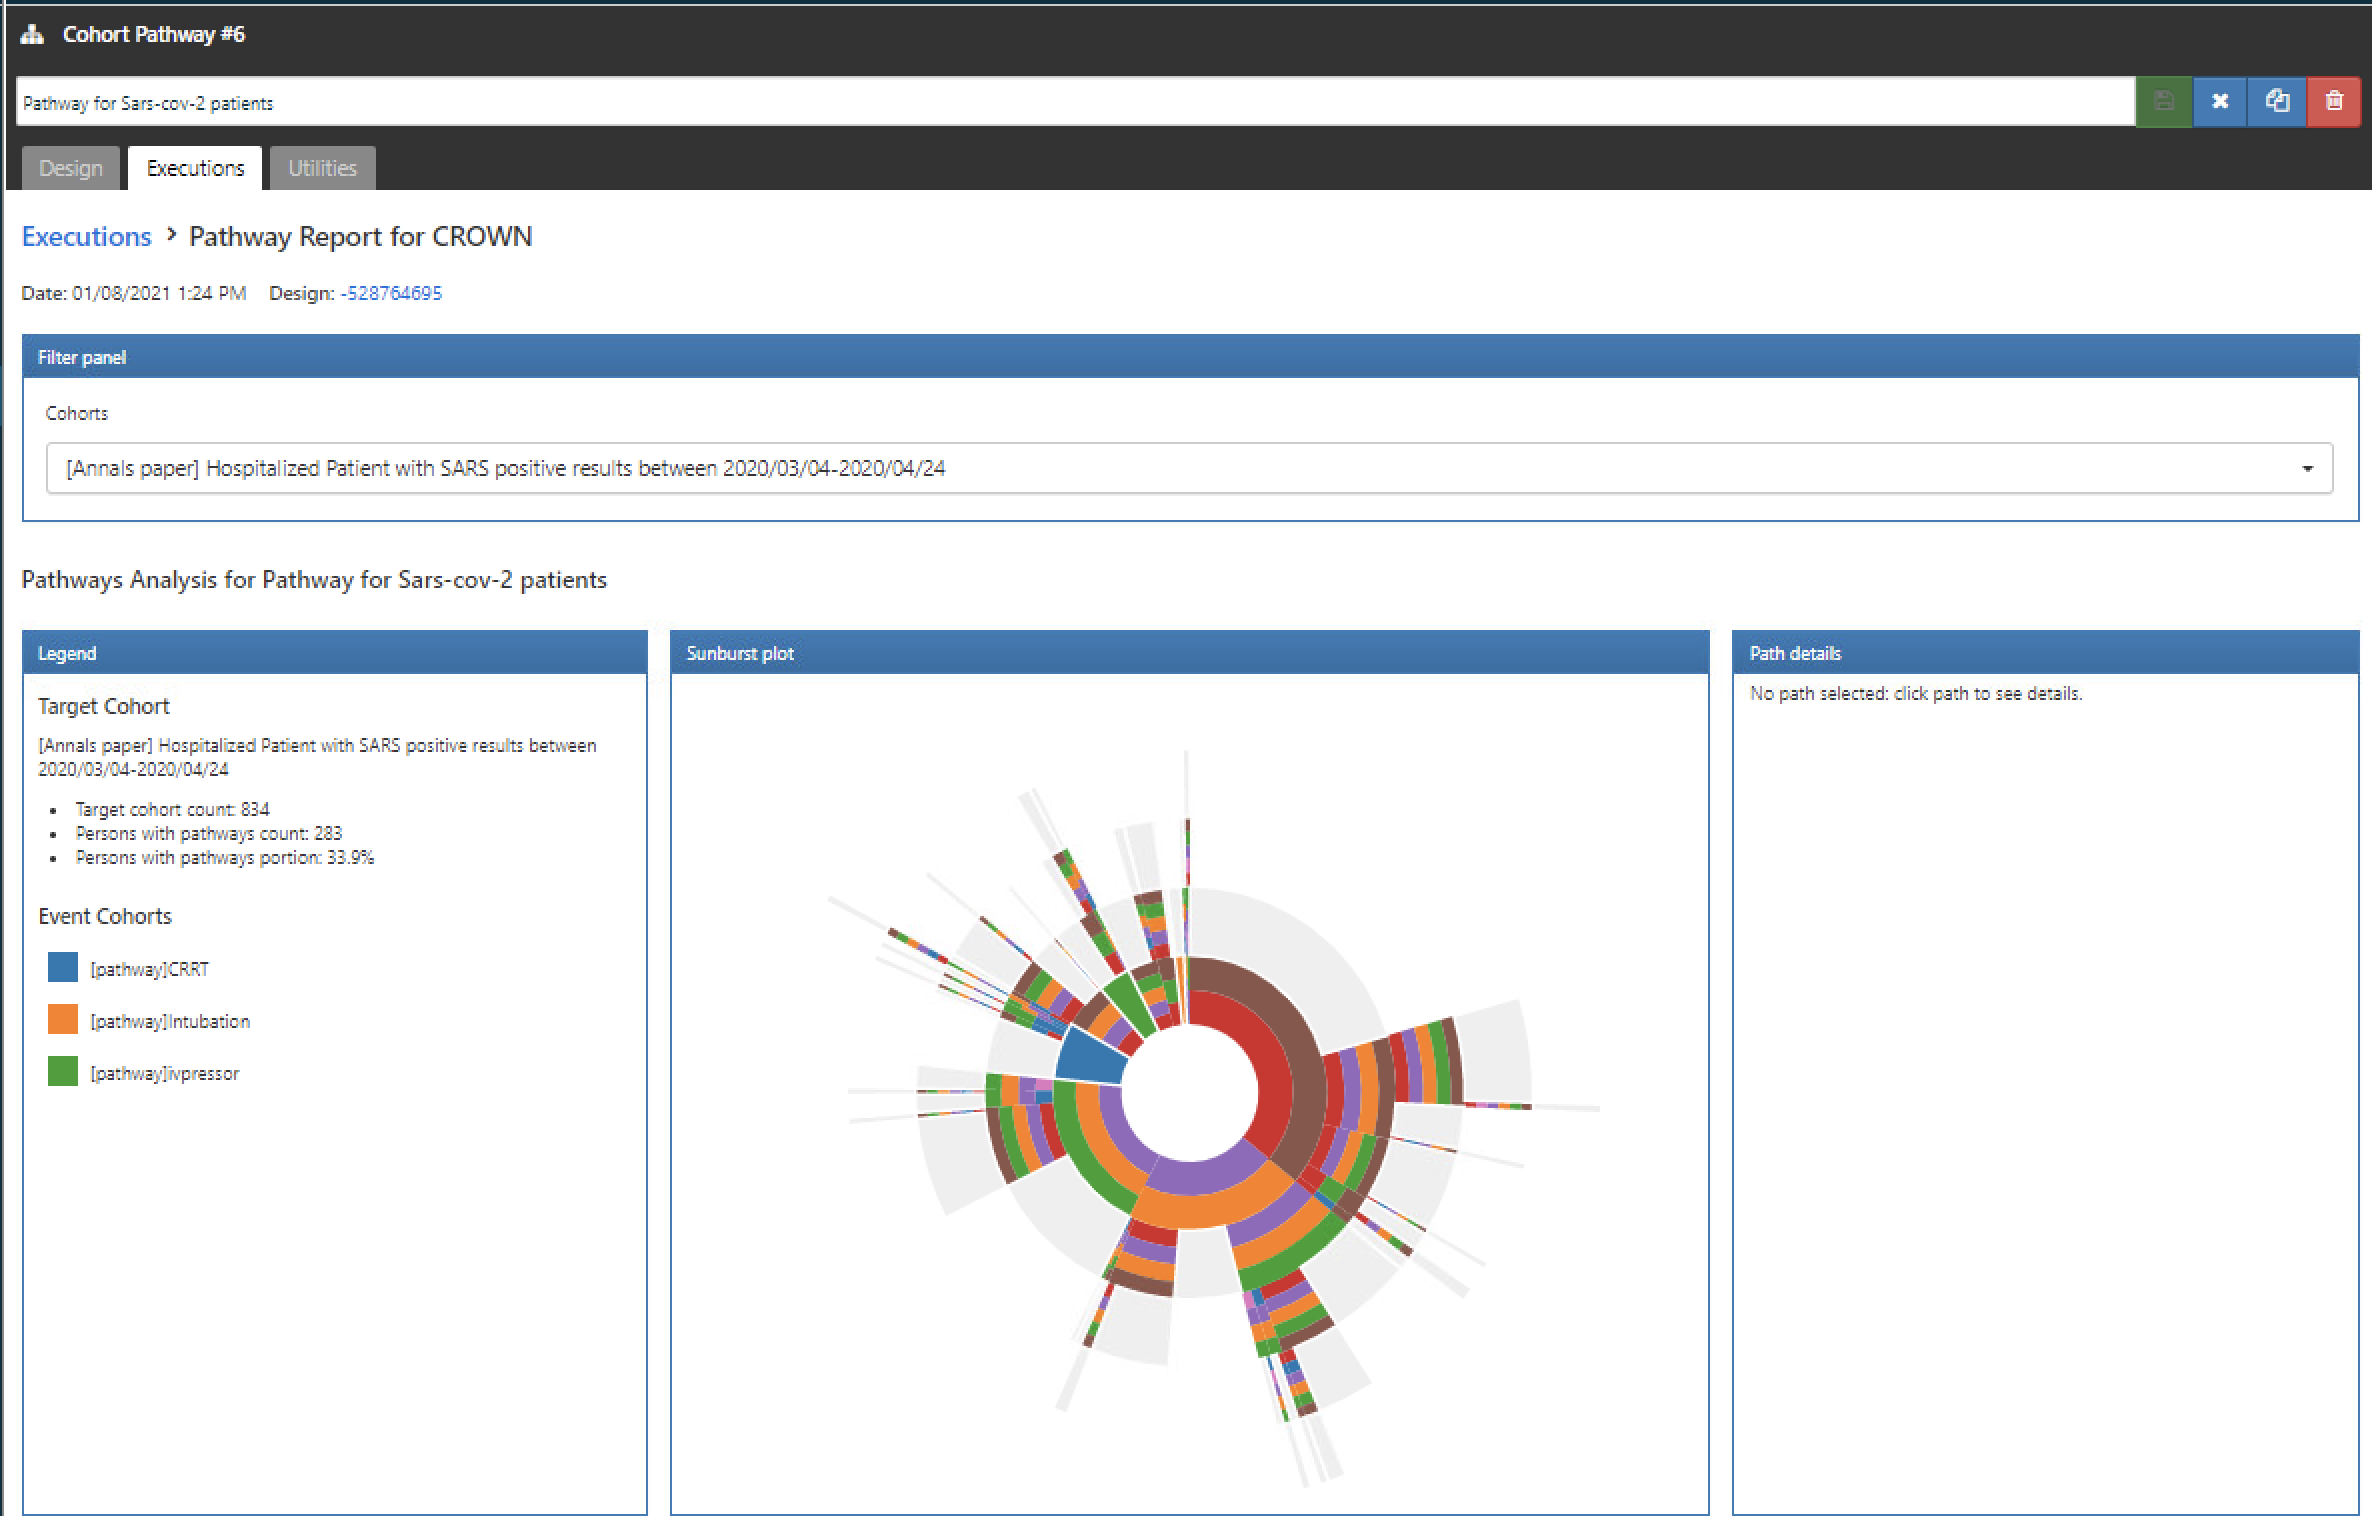 Cohort Pathway #6
Pathway for Sars-cov-2 patients
Design
Executions
Utilities
Executions > Pathway Report for CROWN
Date: 01/08/2021 1:24 PM Design: -528764695
Filter panel
Cohorts
[Annals paper] Hospitalized Patient with SARS positive results between 2020/03/04-2020/04/24
Pathways Analysis for Pathway for Sars-cov-2 patients
Legend
Target Cohort
[Annals paper] Hospitalized Patient with SARS positive results between
2020/03/04-2020/04/24
• Target cohort count: 834
• Persons with pathways count: 283
• Persons with pathways portion: 33.9%
Event Cohorts
[pathway]CRRT
[pathway]Intubation
[pathway]ivpressor
Sunburst plot
Path details
No path selected: click path to see details.